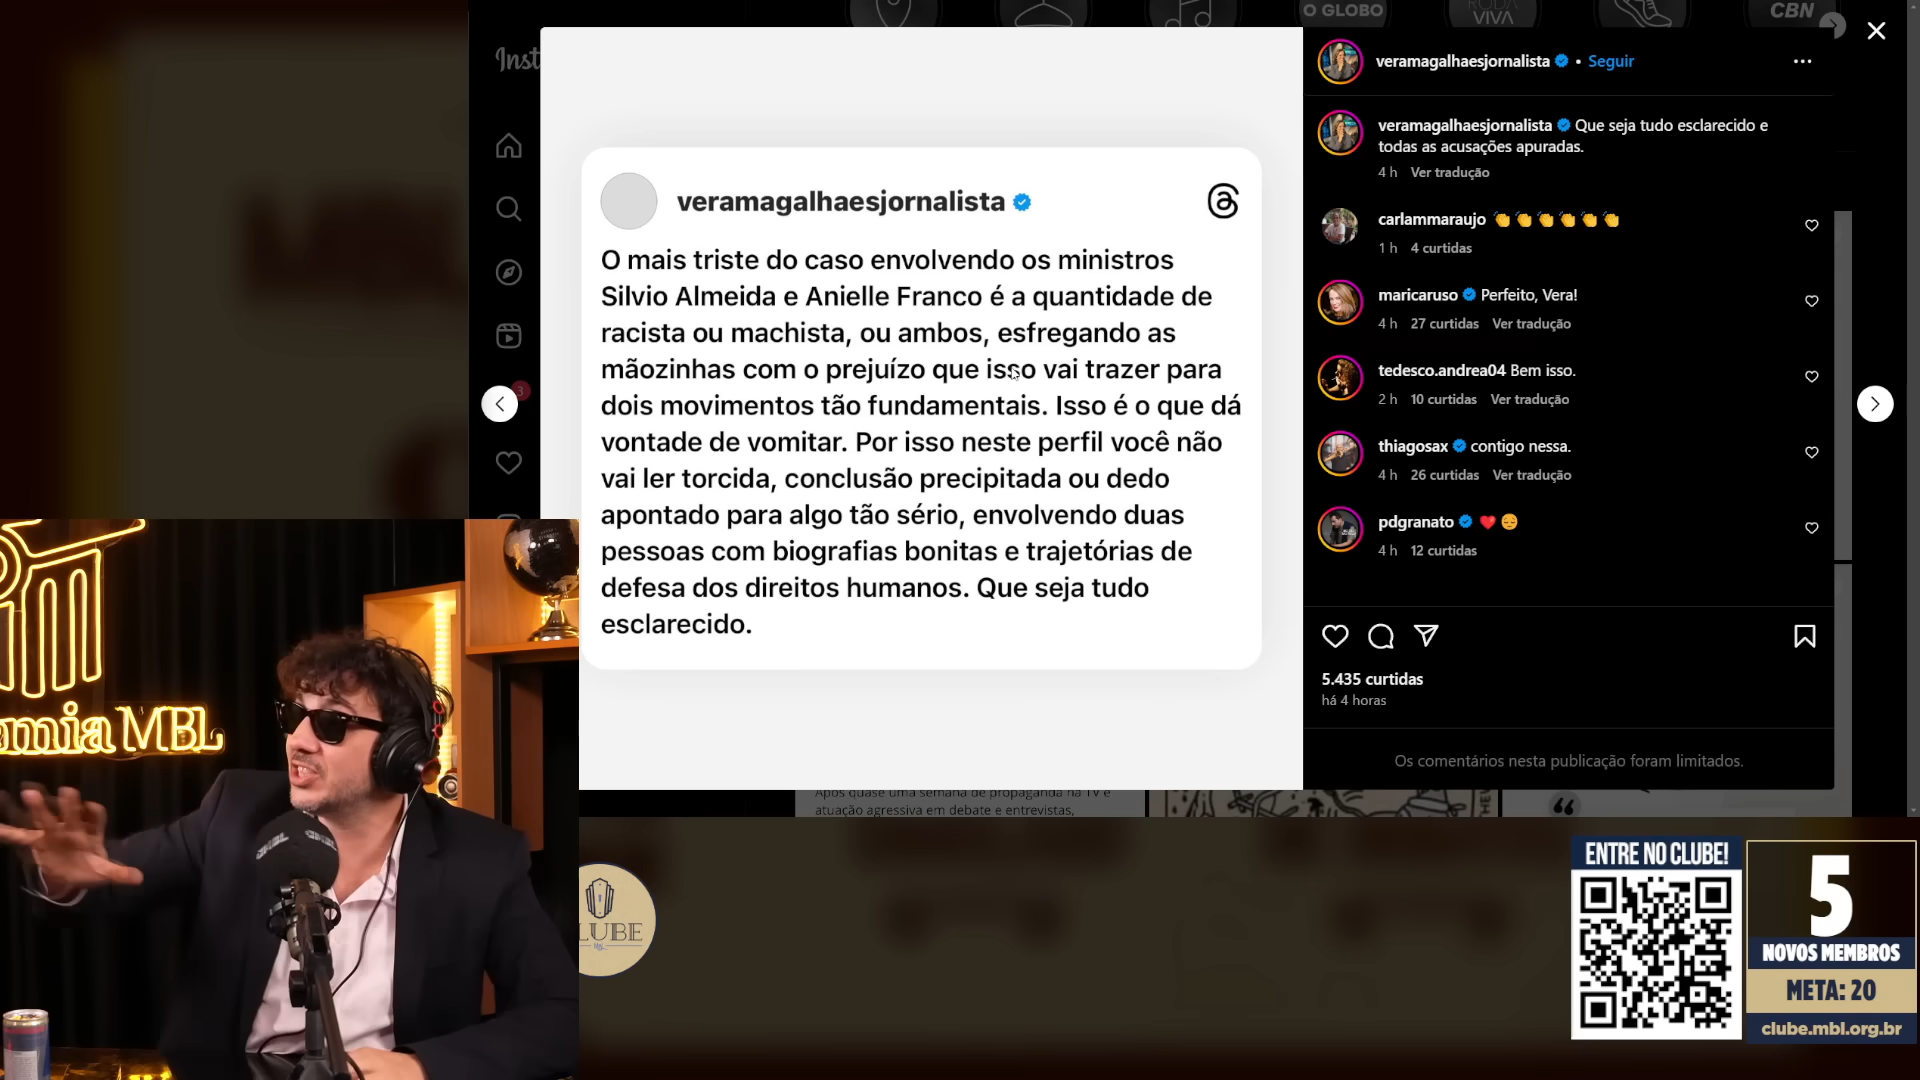 O GLOBO
RODA
VIVA
CBN
Inst
3
veramagalhaesjornalista
O mais triste do caso envolvendo os ministros
Silvio Almeida e Anielle Franco é a quantidade de
racista ou machista, ou ambos, esfregando as
mãozinhas com o prejuízo que isso vai trazer para
dois movimentos tão fundamentais. Isso é o que dá
vontade de vomitar. Por isso neste perfil você não
vai ler torcida, conclusão precipitada ou dedo
apontado para algo tão sério, envolvendo duas
pessoas com biografias bonitas e trajetórias de
defesa dos direitos humanos. Que seja tudo
esclarecido.
veramagalhaesjornalista • Seguir
veramagalhaesjornalista Que seja tudo esclarecido e
todas as acusações apuradas.
4 h Ver tradução
carlammaraujo 👏👏👏👏👏👏
1 h 4 curtidas
maricaruso Perfeito, Vera!
4 h 27 curtidas Ver tradução
tedesco.andrea04 Bem isso.
2 h 10 curtidas Ver tradução
thiagosax contigo nessa.
4 h 26 curtidas Ver tradução
pdgranato ❤️😔
4 h 12 curtidas
5.435 curtidas
há 4 horas
Os comentários nesta publicação foram limitados.
Após quase uma semana de propaganda na TV e
atuação agressiva em debate e entrevistas,
mia MBL
LUBE
ENTRE NO CLUBE!
5
NOVOS MEMBROS
META: 20
clube.mbl.org.br